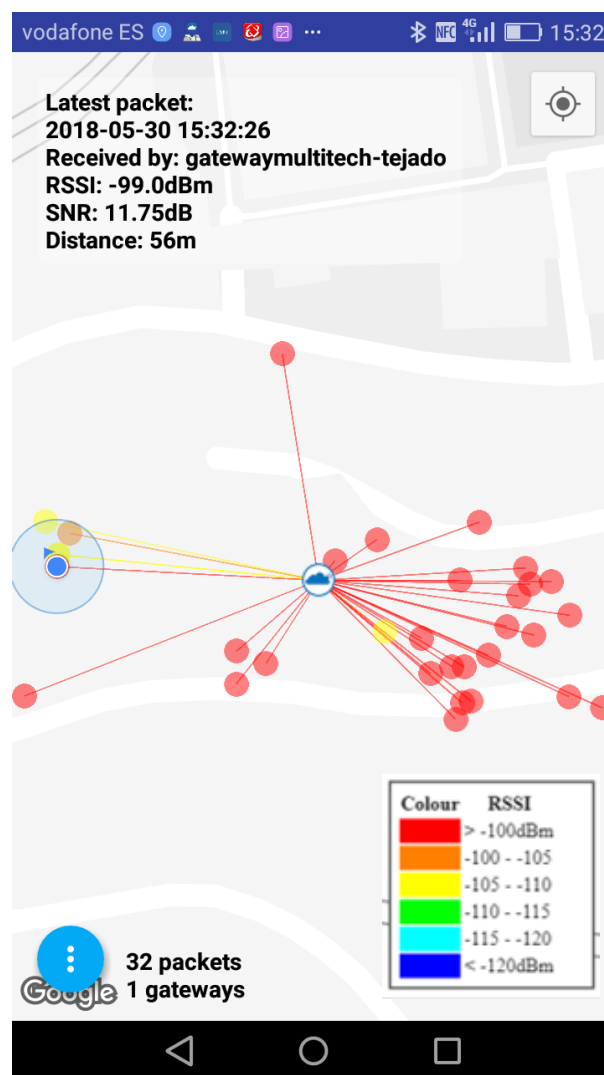 vodafone ES
NFC
4G
15:32
Latest packet:
2018-05-30 15:32:26
Received by: gatewaymultitech-tejado
RSSI: -99.0dBm
SNR: 11.75dB
Distance: 56m
Colour RSSI
> -100dBm
-100 - -105
-105 - -110
-110 - -115
-115 - -120
< -120dBm
32 packets
Google
1 gateways